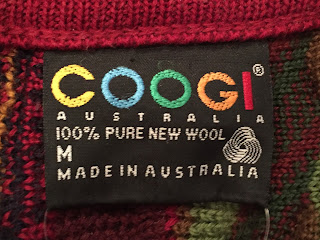 COOGI®
AUSTRALIA
100% PURE NEW WOOL
M
MADE IN AUSTRALIA